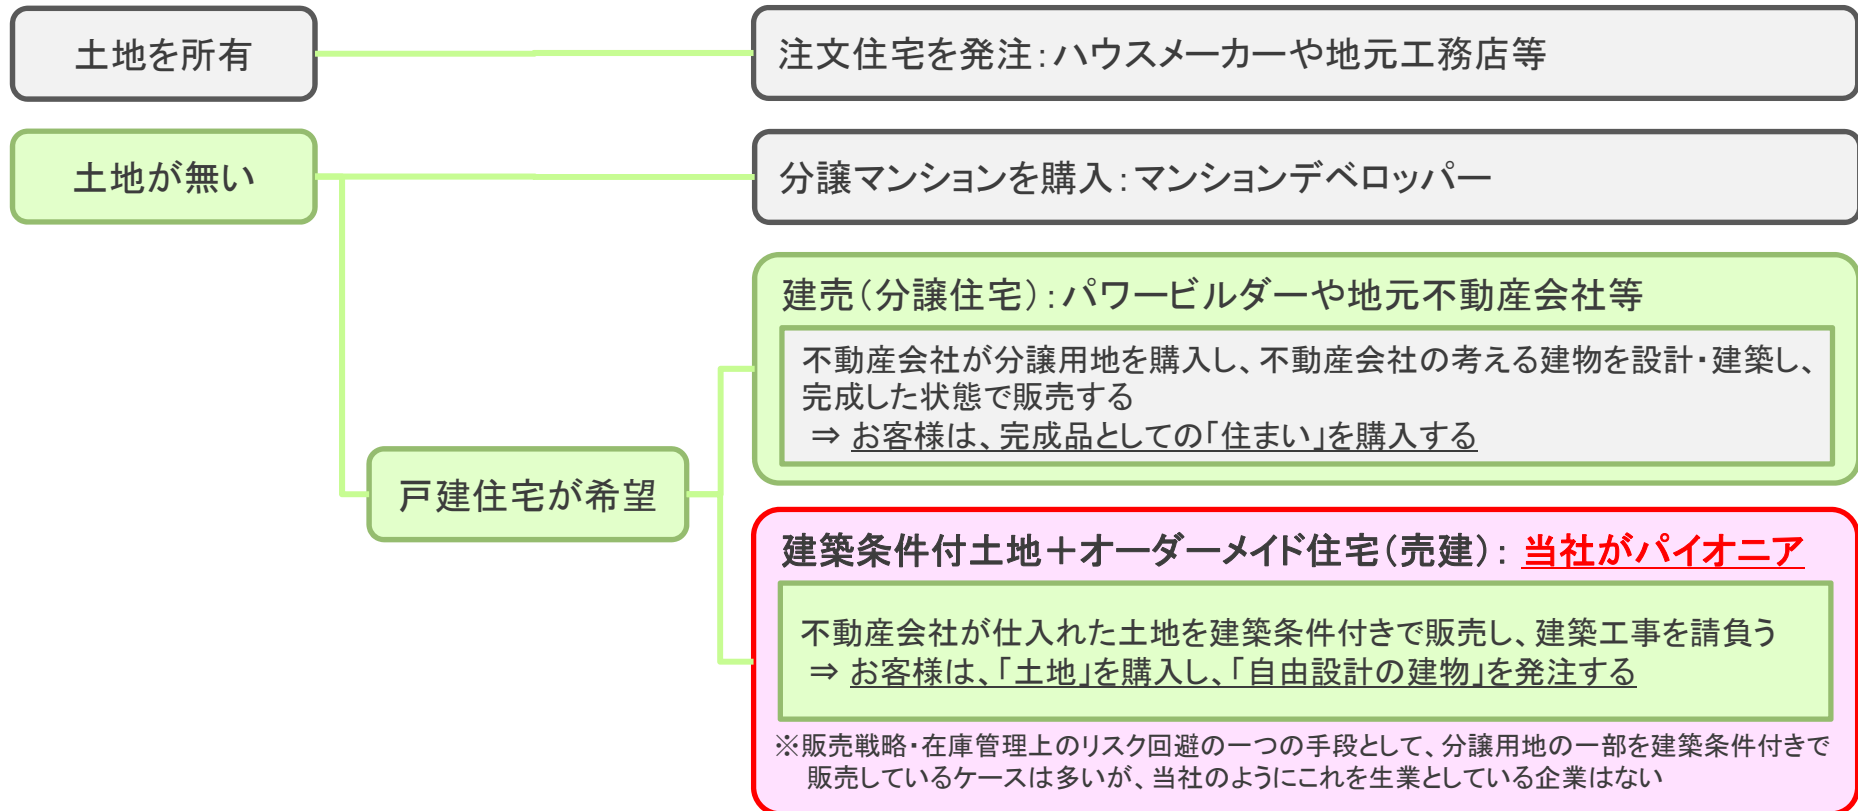 土地を所有
注文住宅を発注：ハウスメーカーや地元工務店等
土地が無い
分譲マンションを購入：マンションデベロッパー
建売（分譲住宅）：パワービルダーや地元不動産会社等
不動産会社が分譲用地を購入し、不動産会社の考える建物を設計・建築し、
完成した状態で販売する
⇒ お客様は、完成品としての「住まい」を購入する
戸建住宅が希望
建築条件付土地＋オーダーメイド住宅（売建）：当社がパイオニア
不動産会社が仕入れた土地を建築条件付きで販売し、建築工事を請負う
⇒ お客様は、「土地」を購入し、「自由設計の建物」を発注する
※販売戦略・在庫管理上のリスク回避の一つの手段として、分譲用地の一部を建築条件付きで
販売しているケースは多いが、当社のようにこれを生業としている企業はない